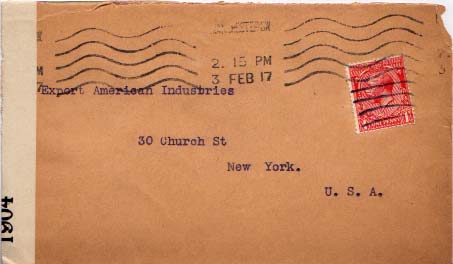 2. 15 PM
3 FEB 17
Export American Industries
30 Church St
New York.
U. S. A.
1904